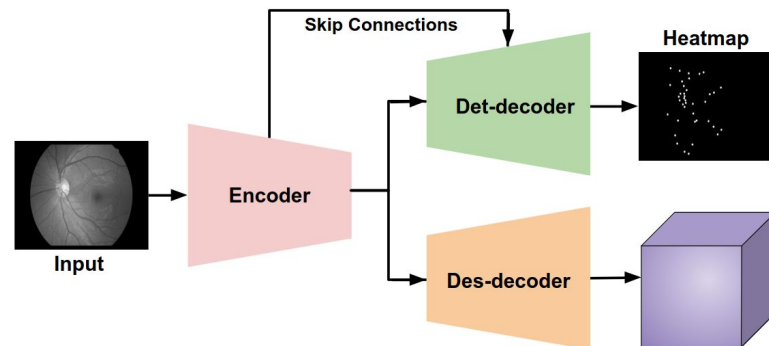 Skip Connections
Heatmap
Det-decoder
Encoder
Input
Des-decoder